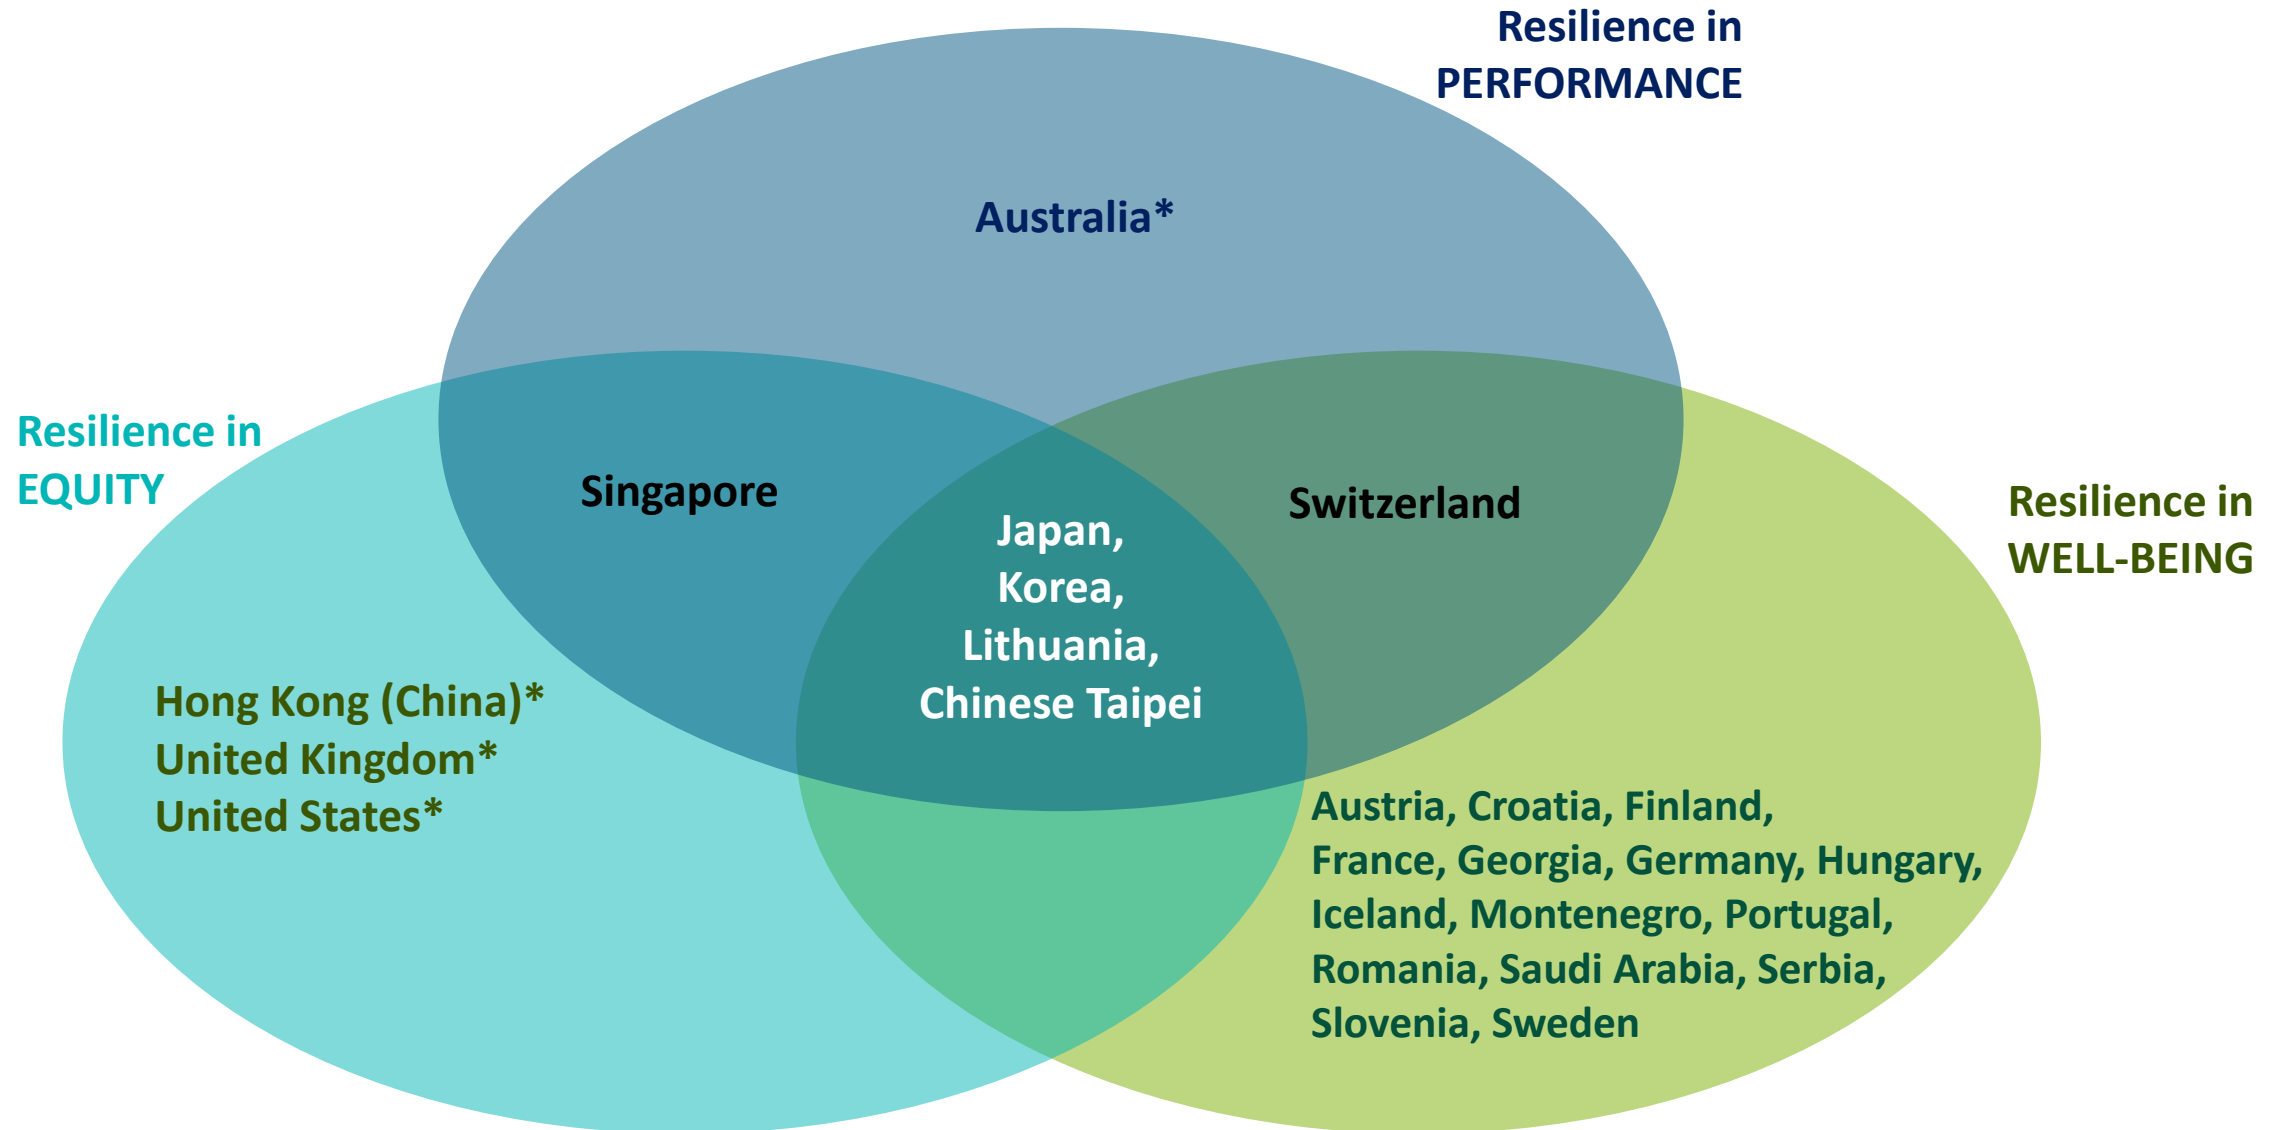 Resilience in
PERFORMANCE
Australia*
Resilience in
EQUITY
Singapore
Switzerland
Resilience in
WELL-BEING
Japan,
Korea,
Lithuania,
Chinese Taipei
Hong Kong (China)*
United Kingdom*
United States*
Austria, Croatia, Finland,
France, Georgia, Germany, Hungary,
Iceland, Montenegro, Portugal,
Romania, Saudi Arabia, Serbia,
Slovenia, Sweden